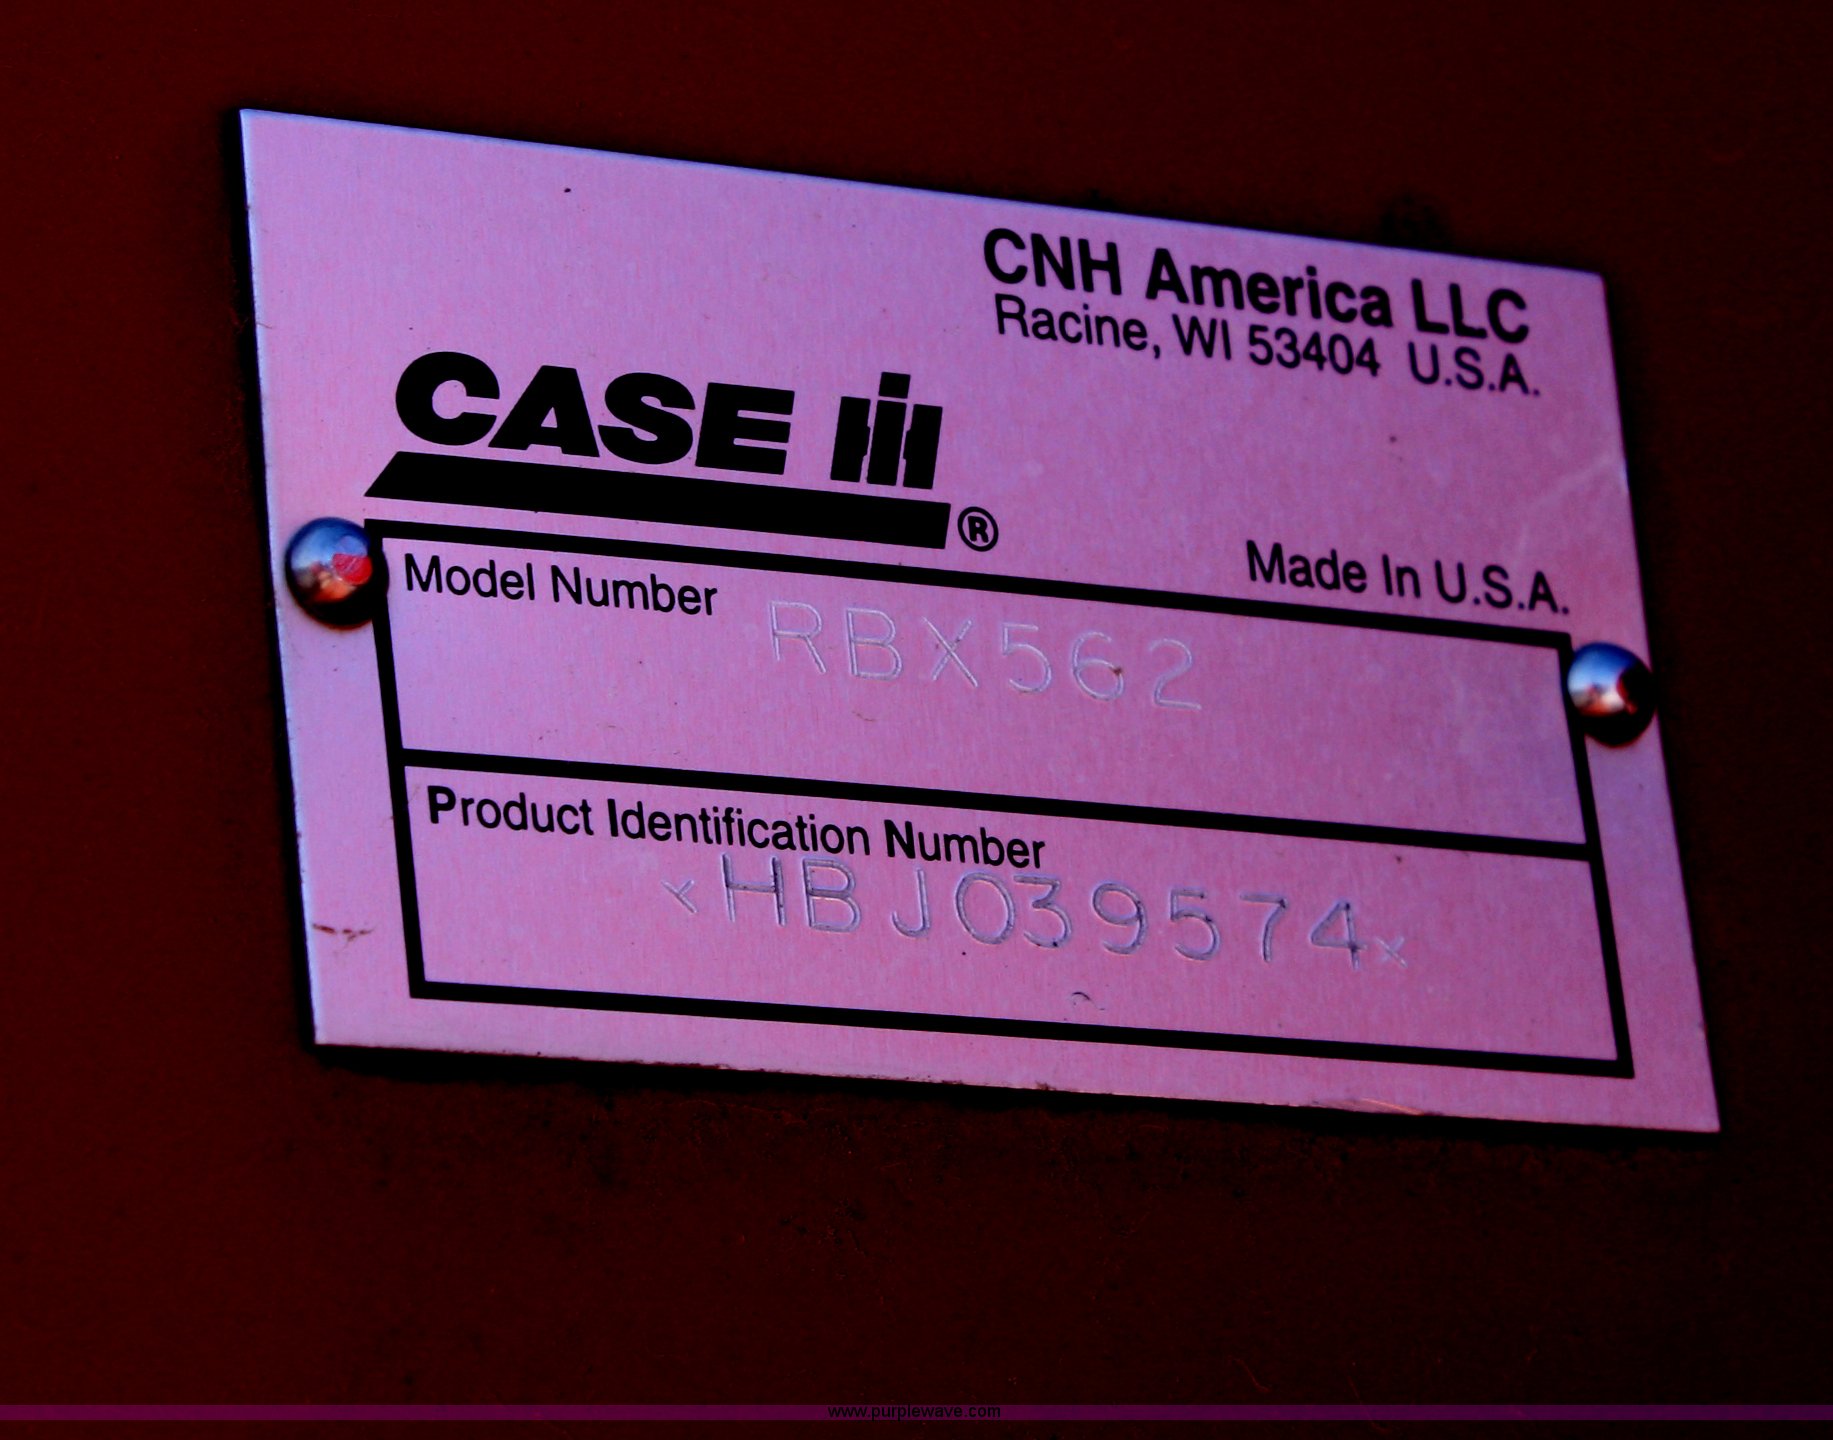 CNH America LLC
Racine, WI 53404 U.S.A.
CASE IH ®
Made In U.S.A.
Model Number
RBX562
Product Identification Number
×HBJ039574×
www.purplewave.com